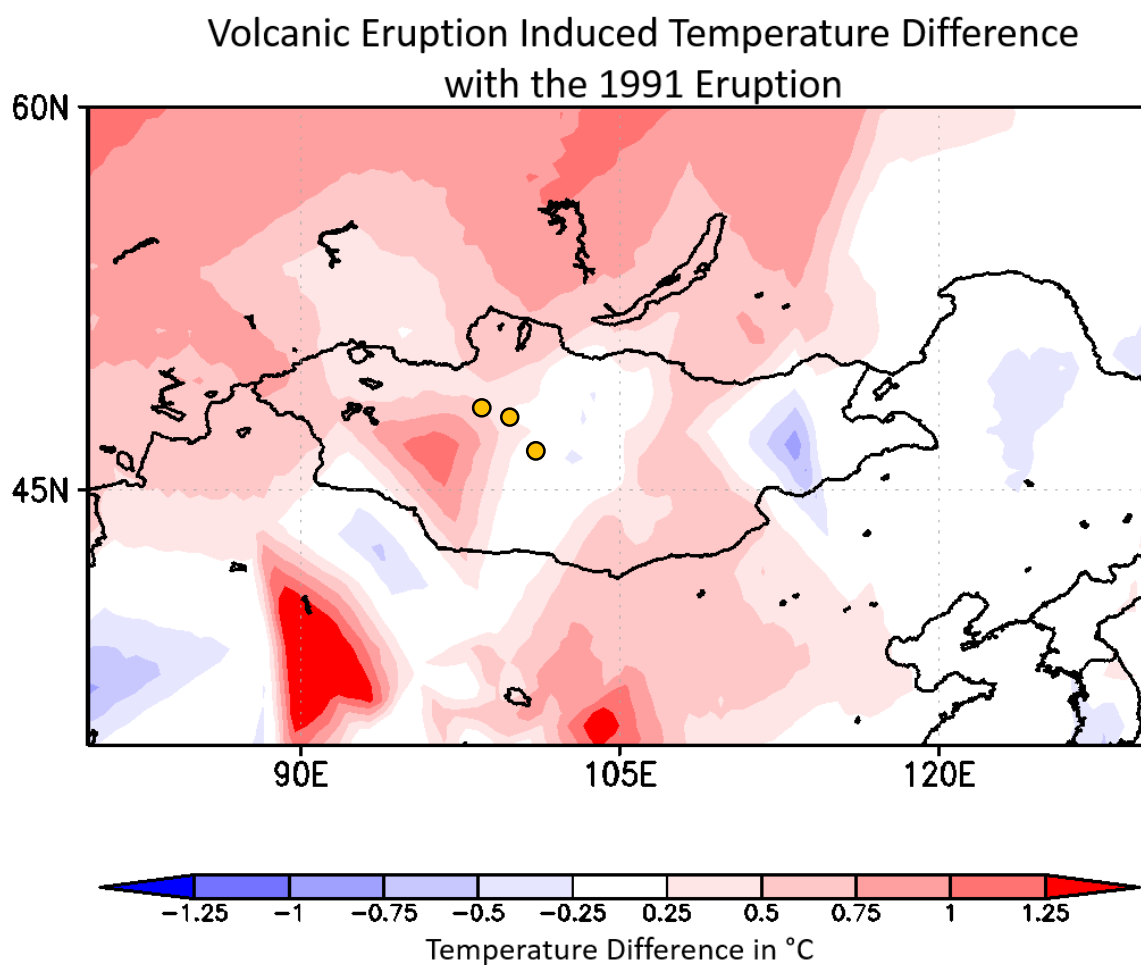 Volcanic Eruption Induced Temperature Difference
with the 1991 Eruption
60N
45N
90E 105E 120E
−1.25 −1 −0.75 −0.5 −0.25 0.25 0.5 0.75 1 1.25
Temperature Difference in °C